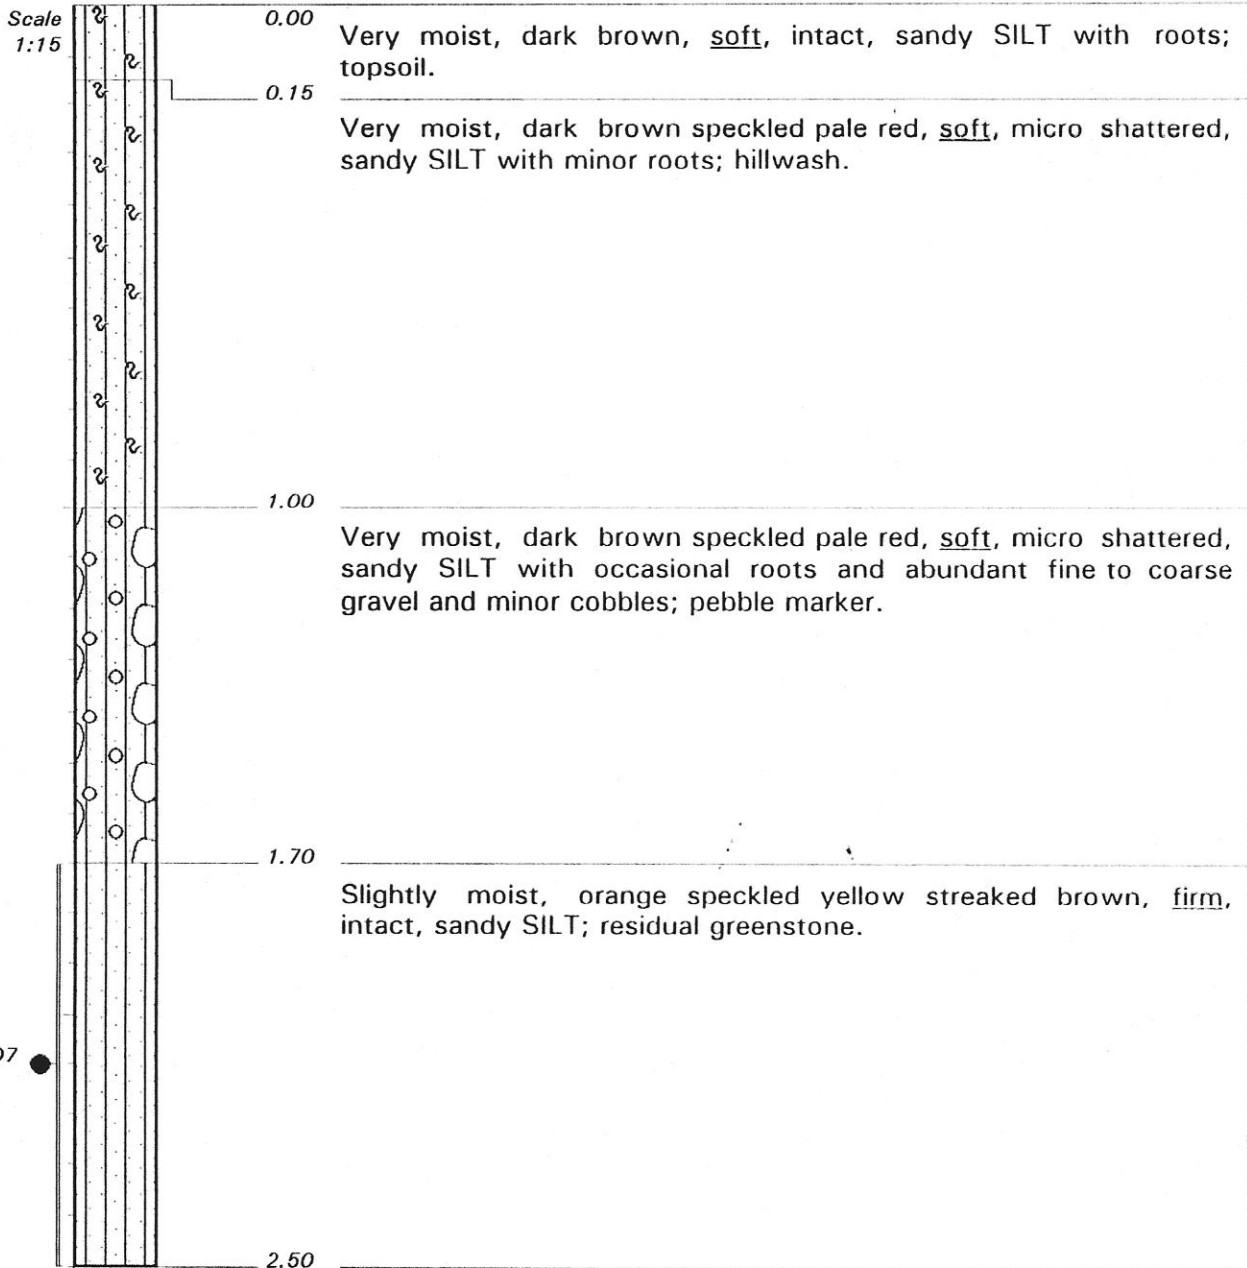 Scale
1:15
0.00
Very moist, dark brown, soft, intact, sandy SILT with roots;
topsoil.
0.15
Very moist, dark brown speckled pale red, soft, micro shattered,
sandy SILT with minor roots; hillwash.
1.00
Very moist, dark brown speckled pale red, soft, micro shattered,
sandy SILT with occasional roots and abundant fine to coarse
gravel and minor cobbles; pebble marker.
1.70
Slightly moist, orange speckled yellow streaked brown, firm,
intact, sandy SILT; residual greenstone.
2.50